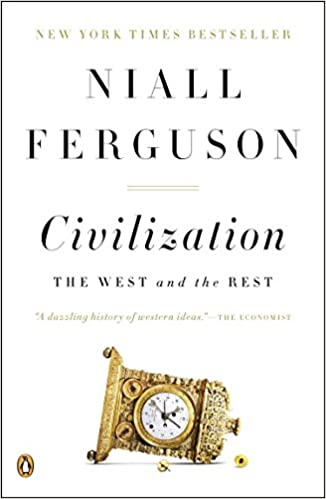 NEW YORK TIMES BESTSELLER
NIALL
FERGUSON
Civilization
THE WEST and the REST
"A dazzling history of western ideas."—THE ECONOMIST